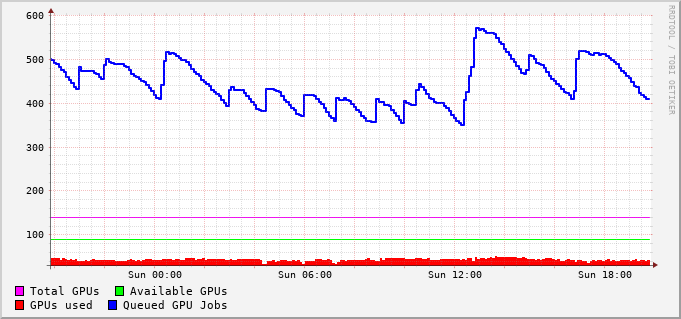 600
500
400
300
200
100
Sun 00:00 Sun 06:00 Sun 12:00 Sun 18:00
Total GPUs Available GPUs
GPUs used Queued GPU Jobs
RRDTOOL / TOBI OETIKER